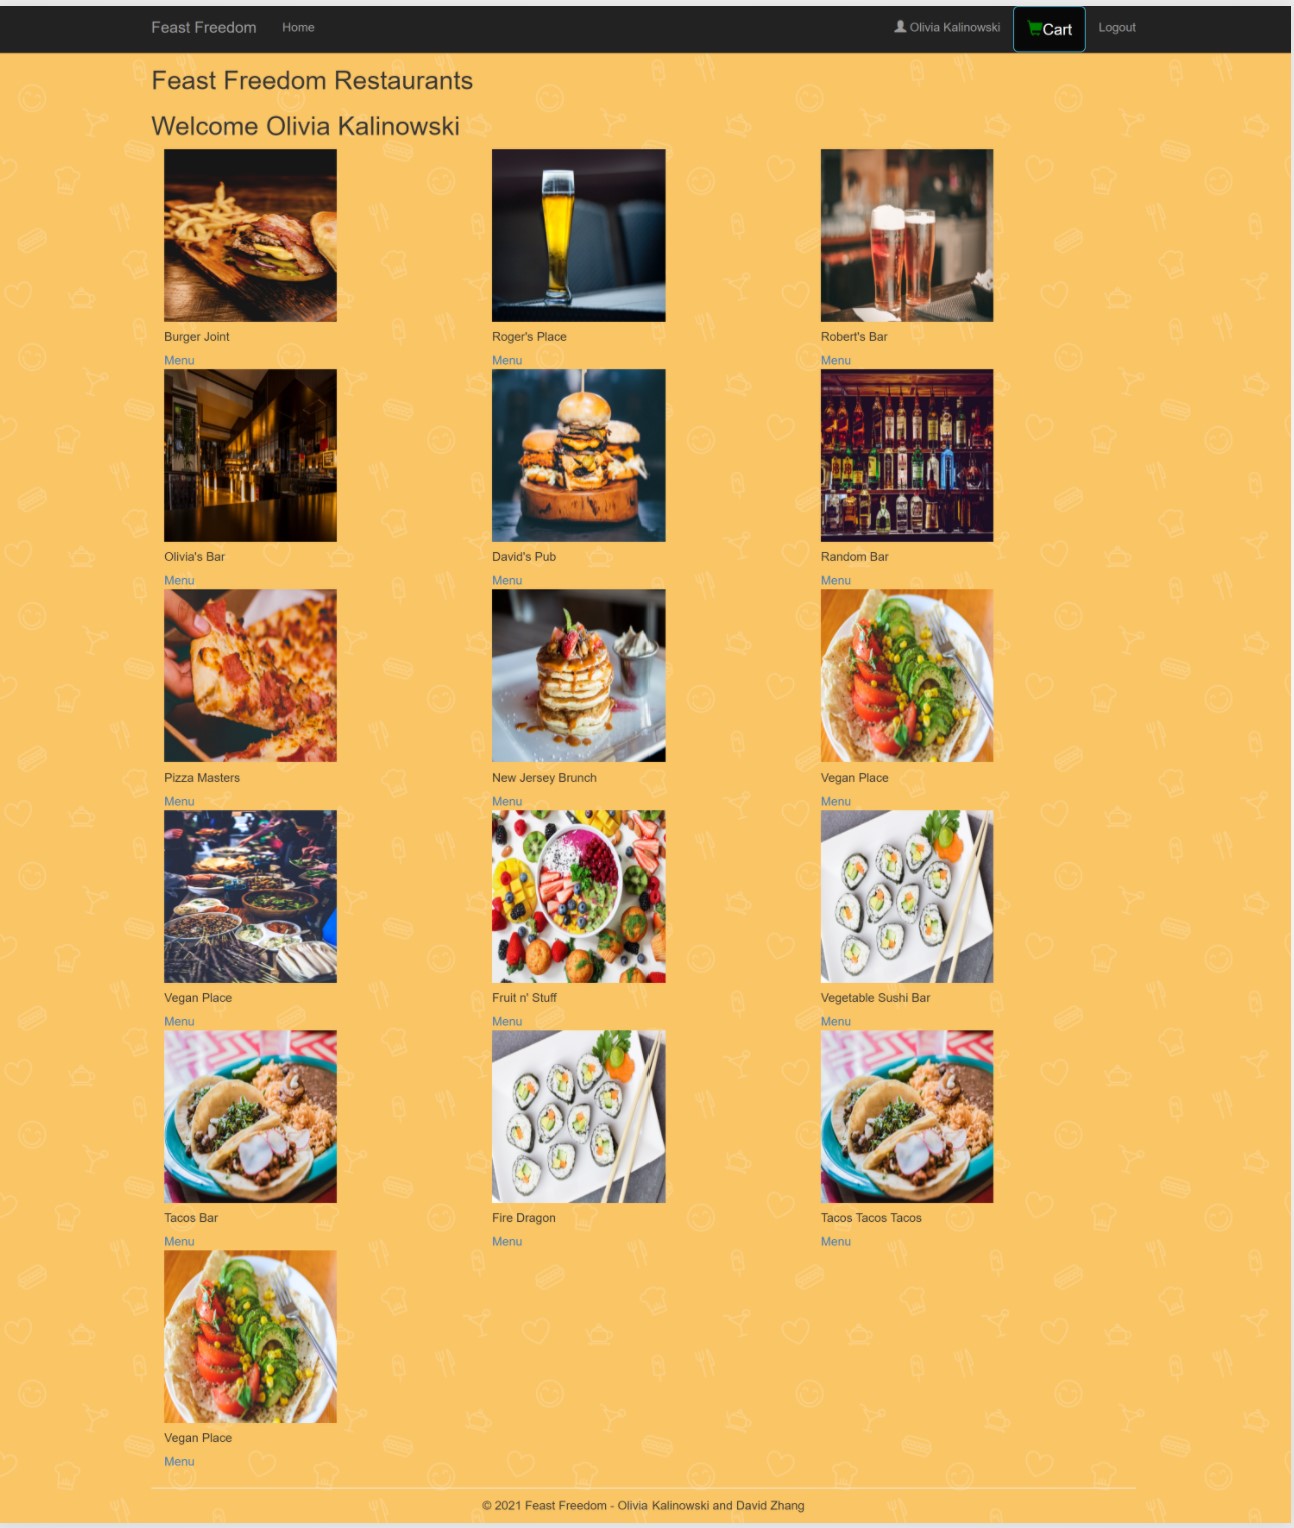 Feast Freedom Home Olivia Kalinowski Cart Logout
Feast Freedom Restaurants
Welcome Olivia Kalinowski
Burger Joint Roger's Place Robert's Bar
Menu Menu Menu
Olivia's Bar David's Pub Random Bar
Menu Menu Menu
Pizza Masters New Jersey Brunch Vegan Place
Menu Menu Menu
Vegan Place Fruit n' Stuff Vegetable Sushi Bar
Menu Menu Menu
Tacos Bar Fire Dragon Tacos Tacos Tacos
Menu Menu Menu
Vegan Place
Menu
© 2021 Feast Freedom - Olivia Kalinowski and David Zhang